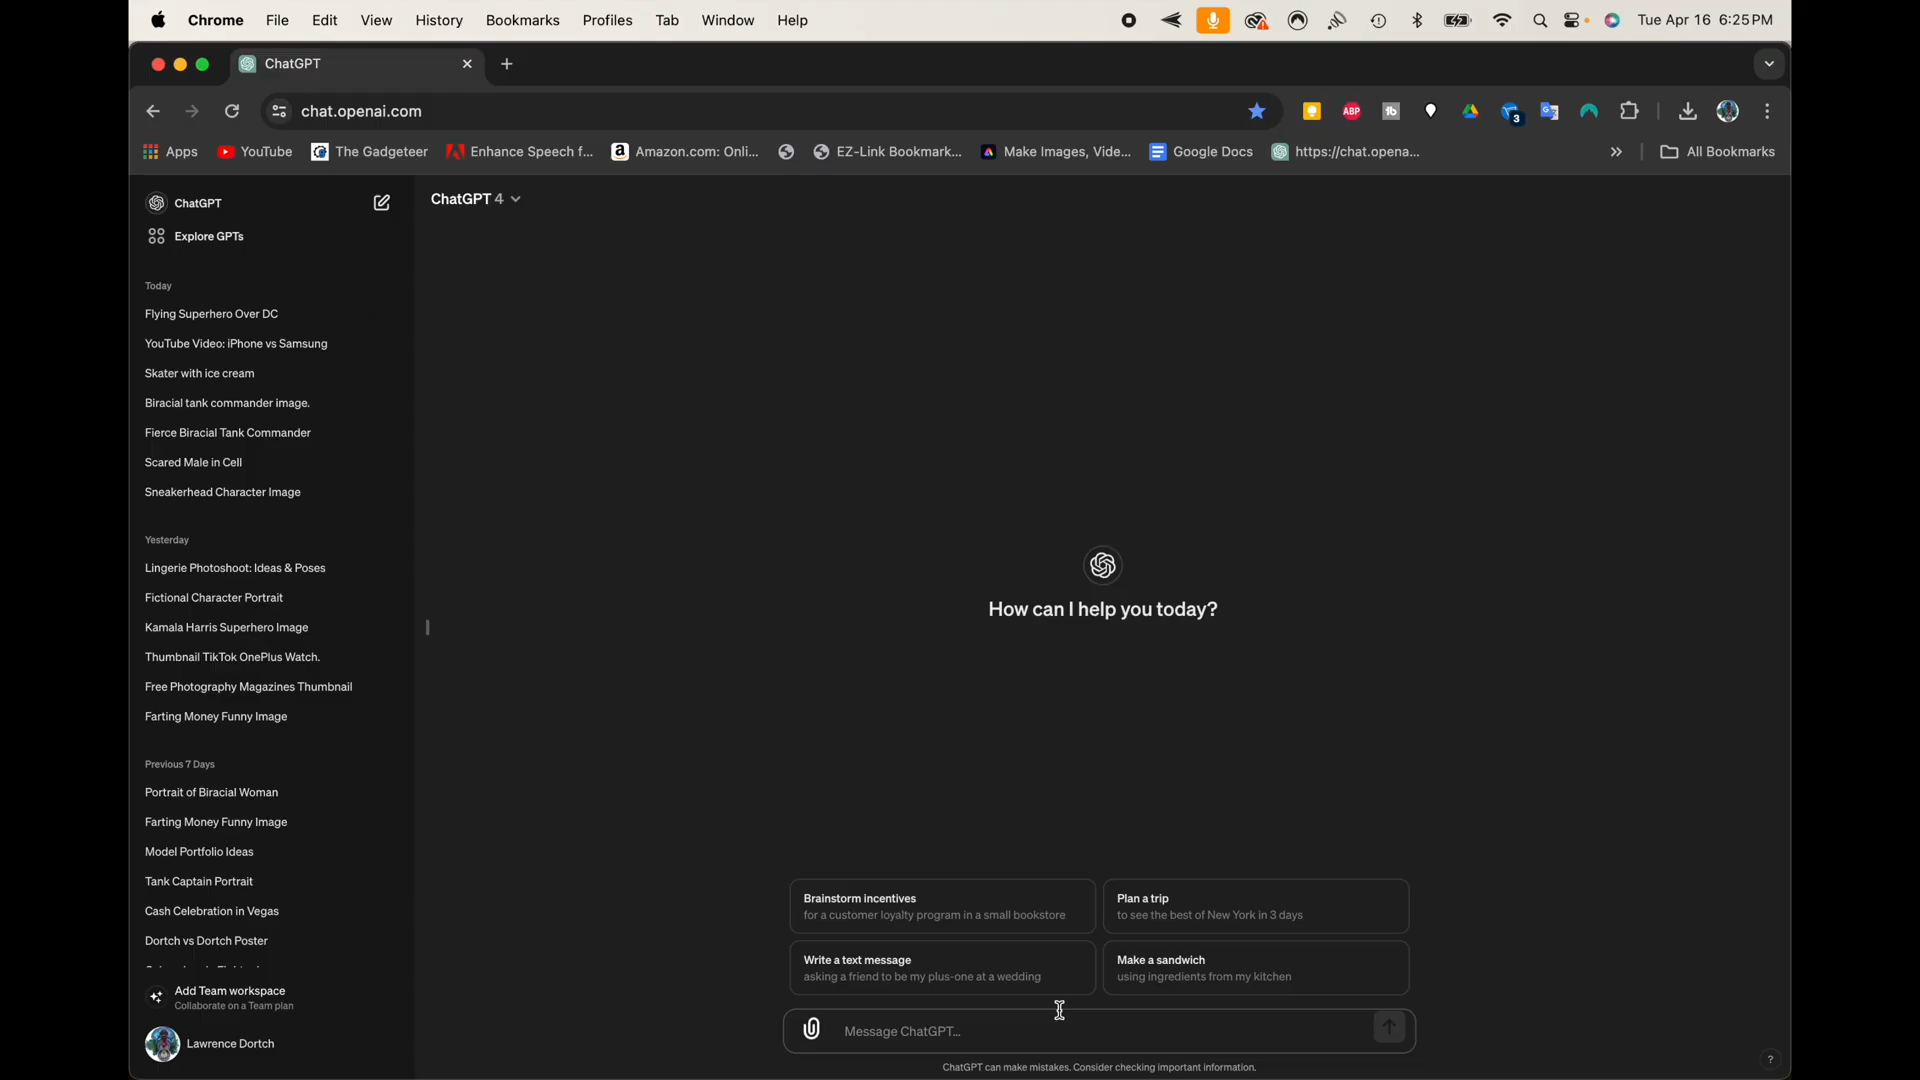 Chrome File Edit View History Bookmarks Profiles Tab Window Help Tue Apr 16 6:25 PM
ChatGPT
chat.openai.com ABP tb 3
Apps YouTube The Gadgeteer Enhance Speech f... Amazon.com: Onli... EZ-Link Bookmark... Make Images, Vide... Google Docs https://chat.opena... All Bookmarks
ChatGPT
Explore GPTs
Today
Flying Superhero Over DC
YouTube Video: iPhone vs Samsung
Skater with ice cream
Biracial tank commander image.
Fierce Biracial Tank Commander
Scared Male in Cell
Sneakerhead Character Image
Yesterday
Lingerie Photoshoot: Ideas & Poses
Fictional Character Portrait
Kamala Harris Superhero Image
Thumbnail TikTok OnePlus Watch.
Free Photography Magazines Thumbnail
Farting Money Funny Image
Previous 7 Days
Portrait of Biracial Woman
Farting Money Funny Image
Model Portfolio Ideas
Tank Captain Portrait
Cash Celebration in Vegas
Dortch vs Dortch Poster
Add Team workspace
Collaborate on a Team plan
Lawrence Dortch
ChatGPT 4
How can I help you today?
Brainstorm incentives
for a customer loyalty program in a small bookstore
Plan a trip
to see the best of New York in 3 days
Write a text message
asking a friend to be my plus-one at a wedding
Make a sandwich
using ingredients from my kitchen
Message ChatGPT...
ChatGPT can make mistakes. Consider checking important information.
?